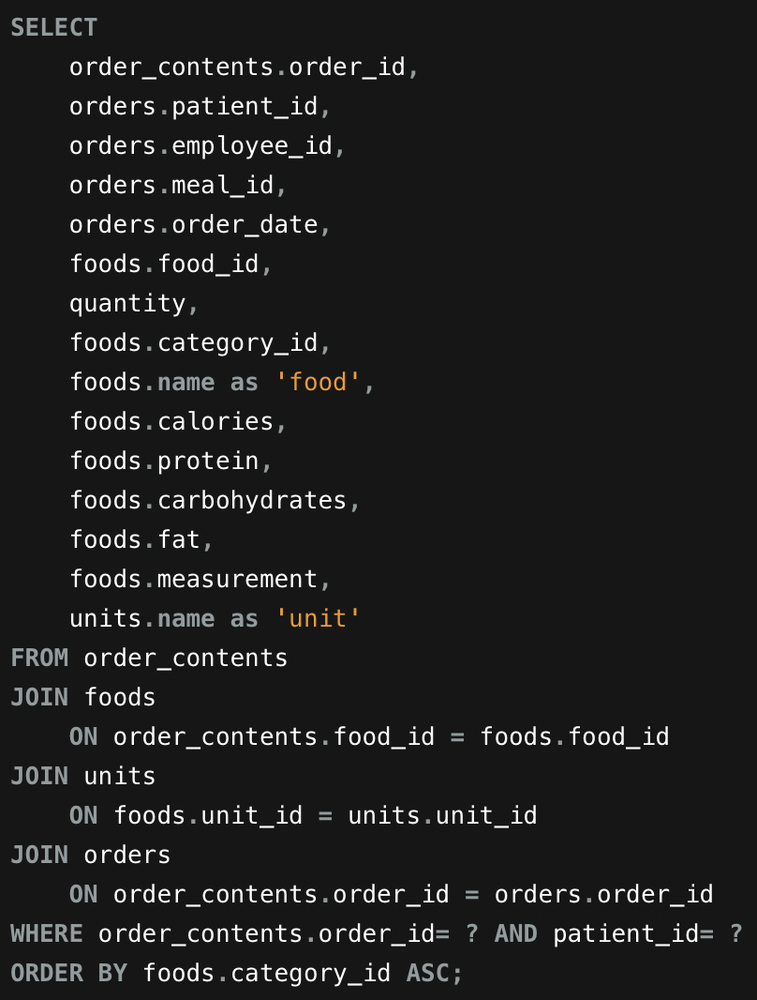 SELECT
    order_contents.order_id,
    orders.patient_id,
    orders.employee_id,
    orders.meal_id,
    orders.order_date,
    foods.food_id,
    quantity,
    foods.category_id,
    foods.name as 'food',
    foods.calories,
    foods.protein,
    foods.carbohydrates,
    foods.fat,
    foods.measurement,
    units.name as 'unit'
FROM order_contents
JOIN foods
    ON order_contents.food_id = foods.food_id
JOIN units
    ON foods.unit_id = units.unit_id
JOIN orders
    ON order_contents.order_id = orders.order_id
WHERE order_contents.order_id= ? AND patient_id= ?
ORDER BY foods.category_id ASC;